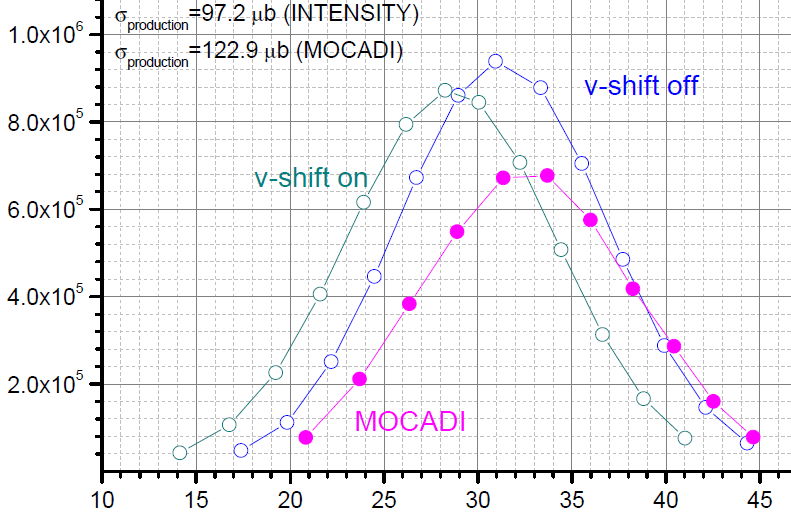 σproduction=97.2 μb (INTENSITY)
1.0x10⁶
σproduction=122.9 μb (MOCADI)
v-shift off
8.0x10⁵
v-shift on
6.0x10⁵
4.0x10⁵
2.0x10⁵
MOCADI
10 15 20 25 30 35 40 45